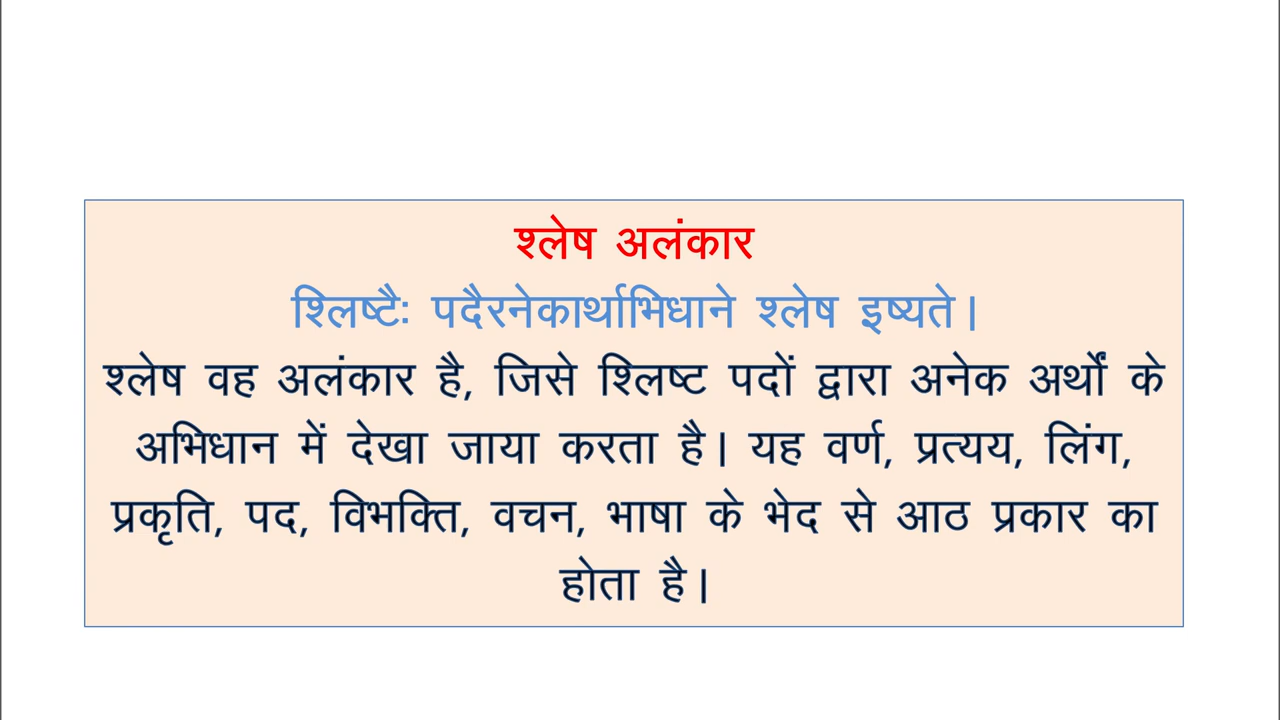 श्लेष अलंकार
श्लिष्टैः पदैरनेकार्थाभिधाने श्लेष इष्यते।
श्लेष वह अलंकार है, जिसे श्लिष्ट पदों द्वारा अनेक अर्थों के
अभिधान में देखा जाया करता है। यह वर्ण, प्रत्यय, लिंग,
प्रकृति, पद, विभक्ति, वचन, भाषा के भेद से आठ प्रकार का
होता है।